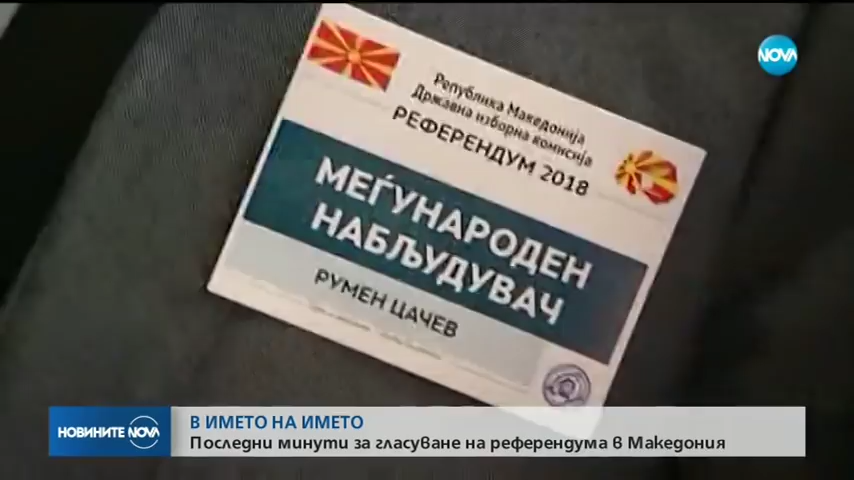 NOVA
Република Македонија
Државна изборна комисија
РЕФЕРЕНДУМ 2018
МЕЃУНАРОДЕН
НАБЉУДУВАЧ
РУМЕН ЦАЧЕВ
НОВИНИТЕ NOVA
В ИМЕТО НА ИМЕТО
Последни минути за гласуване на референдума в Македония